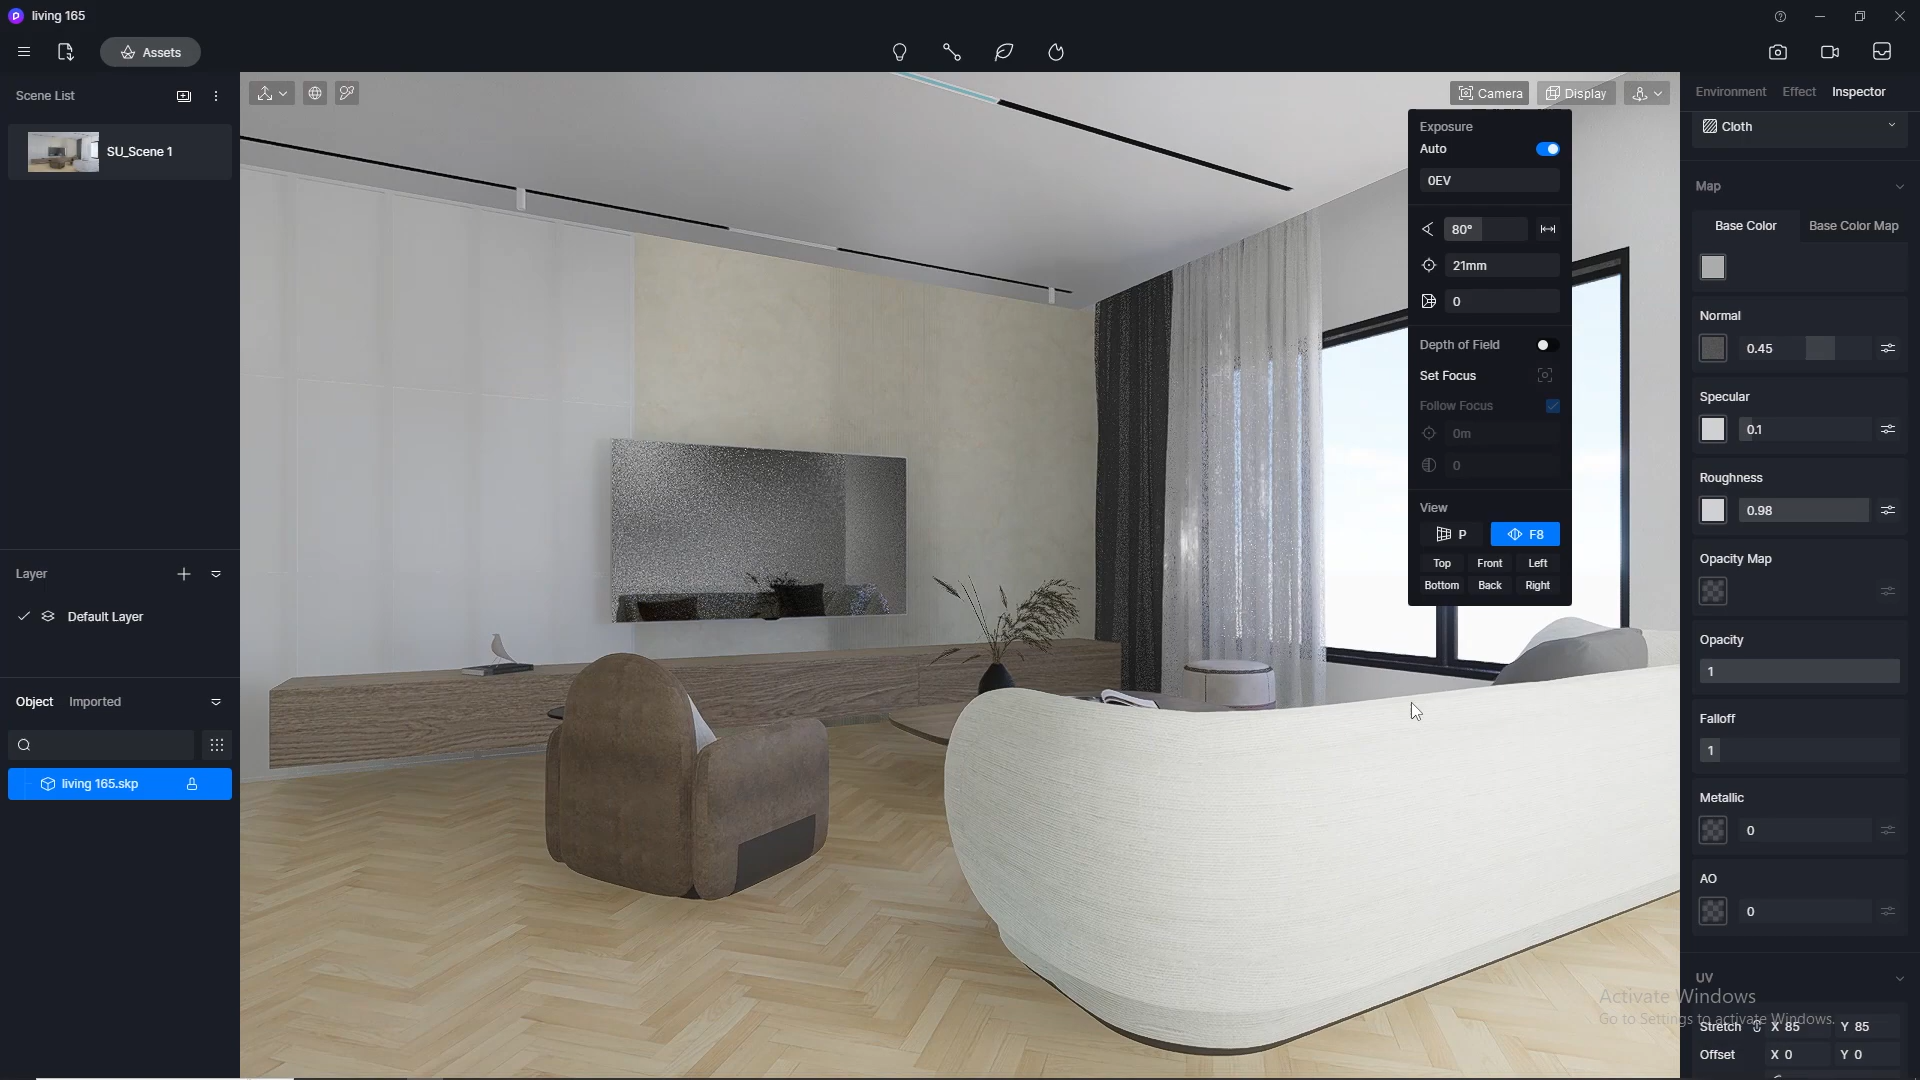 living 165
Assets
Scene List
SU_Scene 1
Layer
Default Layer
Object Imported
living 165.skp
Camera Display
Exposure
Auto
0EV
80°
21mm
0
Depth of Field
Set Focus
Follow Focus
0m
0
View
P F8
Top Front Left
Bottom Back Right
Environment Effect Inspector
Cloth
Map
Base Color Base Color Map
Normal
0.45
Specular
0.1
Roughness
0.98
Opacity Map
Opacity
1
Falloff
1
Metallic
0
AO
0
UV
Activate Windows
Go to Settings to activate Windows.
Stretch X 85 Y 85
Offset X 0 Y 0